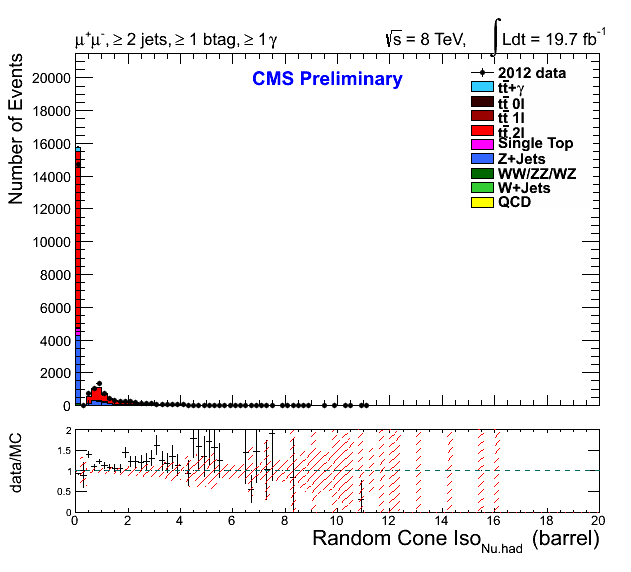 μ⁺μ⁻, ≥ 2 jets, ≥ 1 btag, ≥ 1 γ
√s = 8 TeV, ∫ Ldt = 19.7 fb⁻¹
CMS Preliminary
2012 data
tt̄+γ
tt̄ 0l
tt̄ 1l
tt̄ 2l
Single Top
Z+Jets
WW/ZZ/WZ
W+Jets
QCD
Number of Events
20000
18000
16000
14000
12000
10000
8000
6000
4000
2000
0
data/MC
2
1.5
1
0.5
0
0 2 4 6 8 10 12 14 16 18 20
Random Cone Iso_Nu.had (barrel)